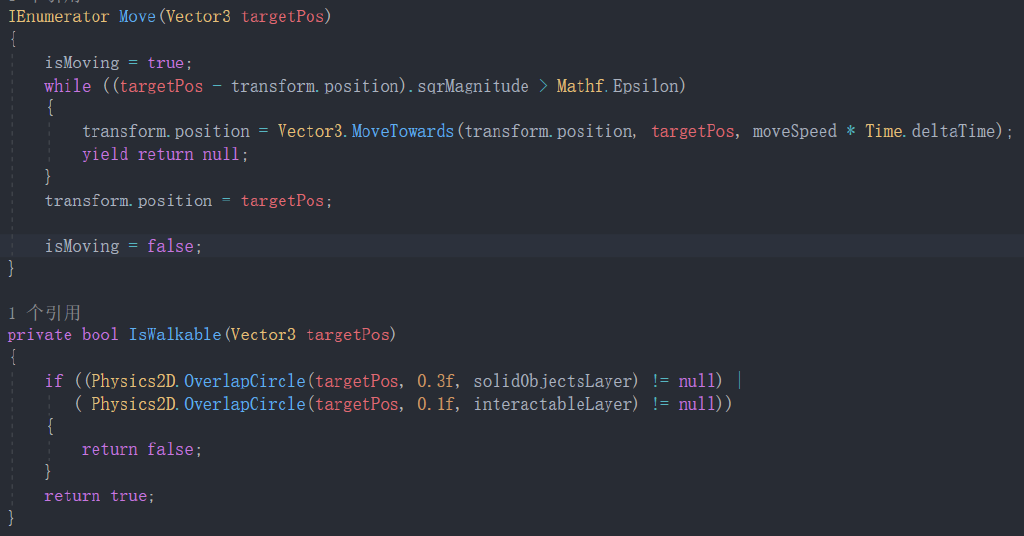 IEnumerator Move(Vector3 targetPos)
{
    isMoving = true;
    while ((targetPos - transform.position).sqrMagnitude > Mathf.Epsilon)
    {
        transform.position = Vector3.MoveTowards(transform.position, targetPos, moveSpeed * Time.deltaTime);
        yield return null;
    }
    transform.position = targetPos;
    isMoving = false;
}
1 个引用
private bool IsWalkable(Vector3 targetPos)
{
    if ((Physics2D.OverlapCircle(targetPos, 0.3f, solidObjectsLayer) != null) |
        ( Physics2D.OverlapCircle(targetPos, 0.1f, interactableLayer) != null))
    {
        return false;
    }
    return true;
}